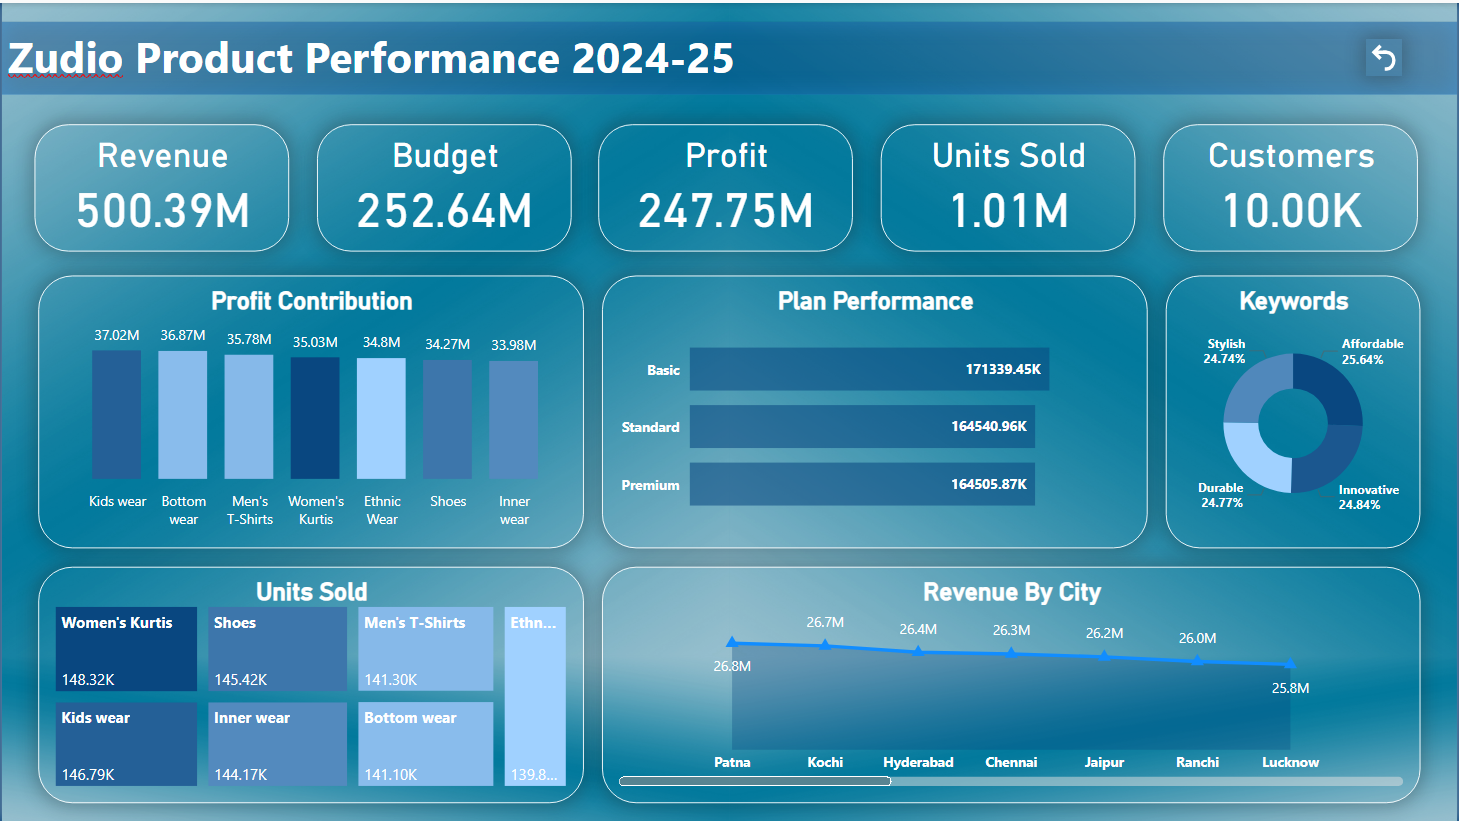 Zudio Product Performance 2024-25
Revenue
500.39M
Budget
252.64M
Profit
247.75M
Units Sold
1.01M
Customers
10.00K
Profit Contribution
37.02M
36.87M
35.78M
35.03M
34.8M
34.27M
33.98M
Kids wear
Bottom
wear
Men's
T-Shirts
Women's
Kurtis
Ethnic
Wear
Shoes
Inner
wear
Plan Performance
Basic
171339.45K
Standard
164540.96K
Premium
164505.87K
Keywords
Stylish
24.74%
Affordable
25.64%
Durable
24.77%
Innovative
24.84%
Units Sold
Women's Kurtis
148.32K
Shoes
145.42K
Men's T-Shirts
141.30K
Ethn...
139.8...
Kids wear
146.79K
Inner wear
144.17K
Bottom wear
141.10K
Revenue By City
26.8M
26.7M
26.4M
26.3M
26.2M
26.0M
25.8M
Patna
Kochi
Hyderabad
Chennai
Jaipur
Ranchi
Lucknow